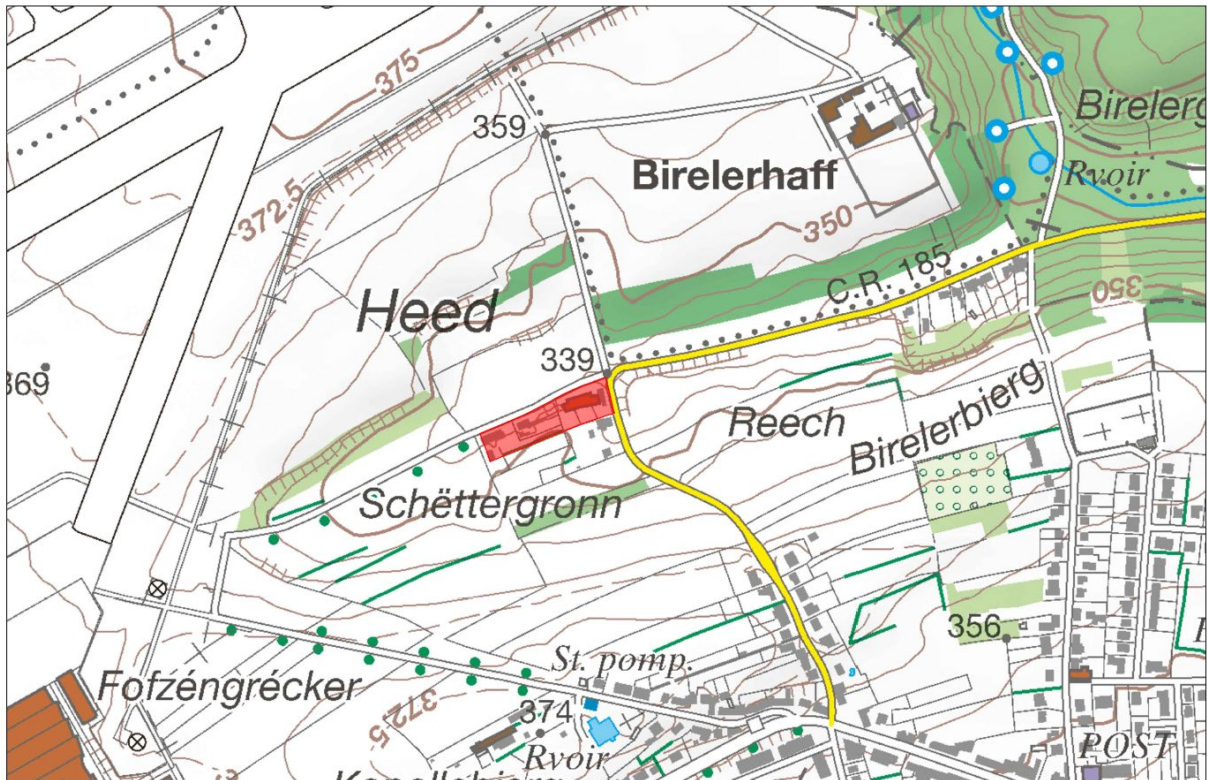 375
359
Birelerg
Rvoir
Birelerhaff
372.5
350
C.R. 185
350
Heed
339
369
Reech
Birelerbierg
Schëttergronn
356
St. pomp.
Fofzéngrécker
372.5
374
Rvoir
POST